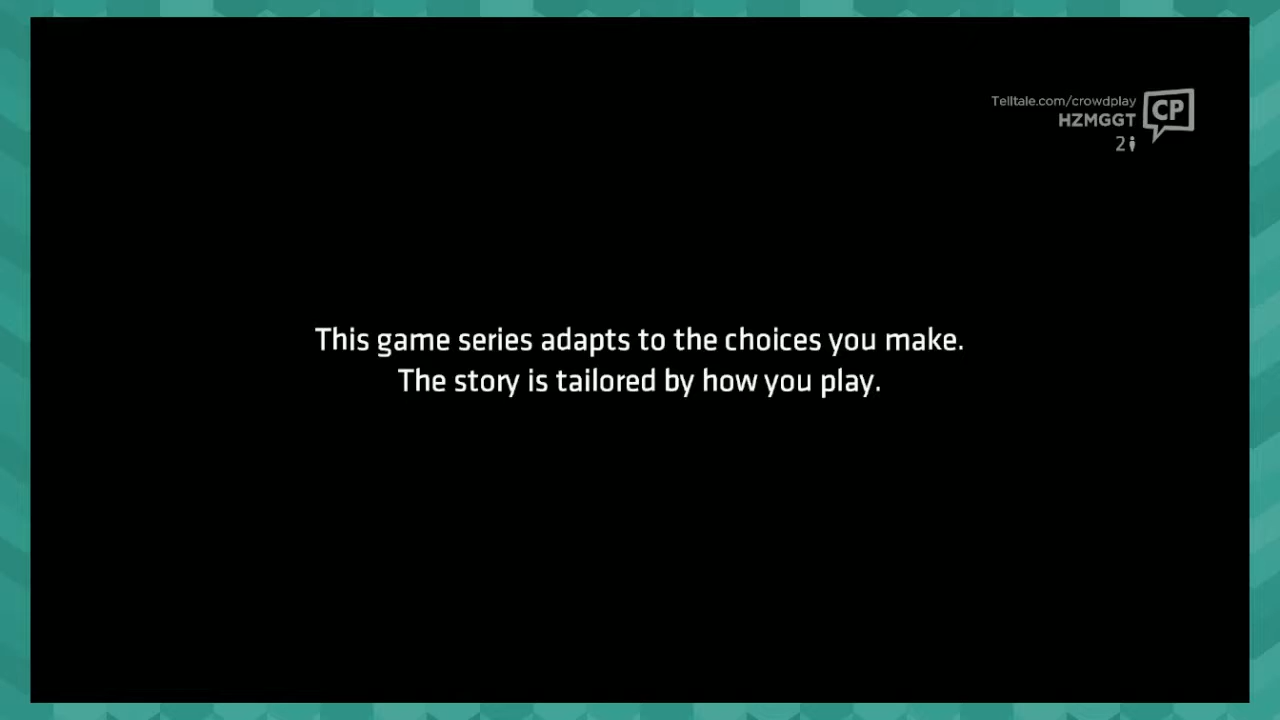 Telltale.com/crowdplay
HZMGGT
CP
2
This game series adapts to the choices you make.
The story is tailored by how you play.